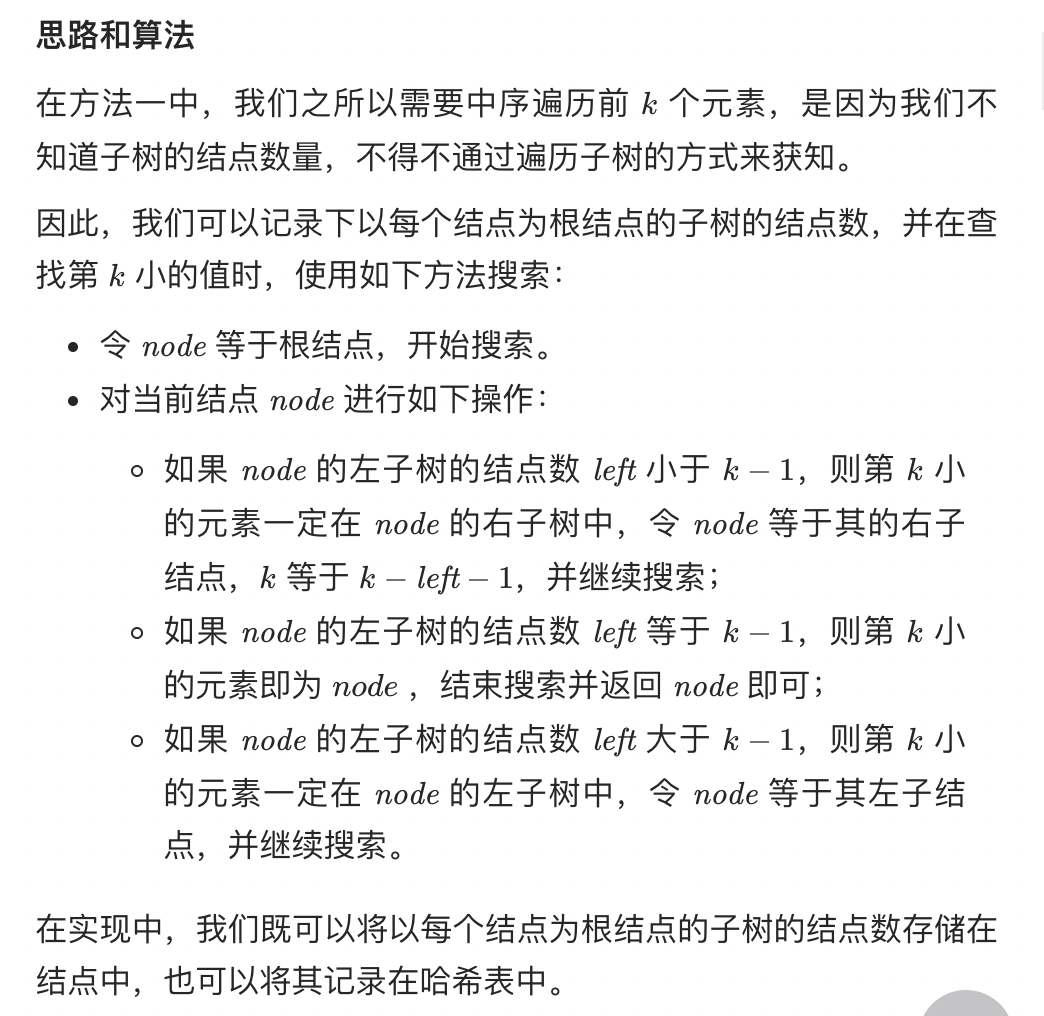 思路和算法
在方法一中，我们之所以需要中序遍历前 k 个元素，是因为我们不
知道子树的结点数量，不得不通过遍历子树的方式来获知。
因此，我们可以记录下以每个结点为根结点的子树的结点数，并在查
找第 k 小的值时，使用如下方法搜索：
• 令 node 等于根结点，开始搜索。
• 对当前结点 node 进行如下操作：
○ 如果 node 的左子树的结点数 left 小于 k − 1，则第 k 小
的元素一定在 node 的右子树中，令 node 等于其的右子
结点，k 等于 k − left − 1，并继续搜索；
○ 如果 node 的左子树的结点数 left 等于 k − 1，则第 k 小
的元素即为 node ，结束搜索并返回 node 即可；
○ 如果 node 的左子树的结点数 left 大于 k − 1，则第 k 小
的元素一定在 node 的左子树中，令 node 等于其左子结
点，并继续搜索。
在实现中，我们既可以将以每个结点为根结点的子树的结点数存储在
结点中，也可以将其记录在哈希表中。